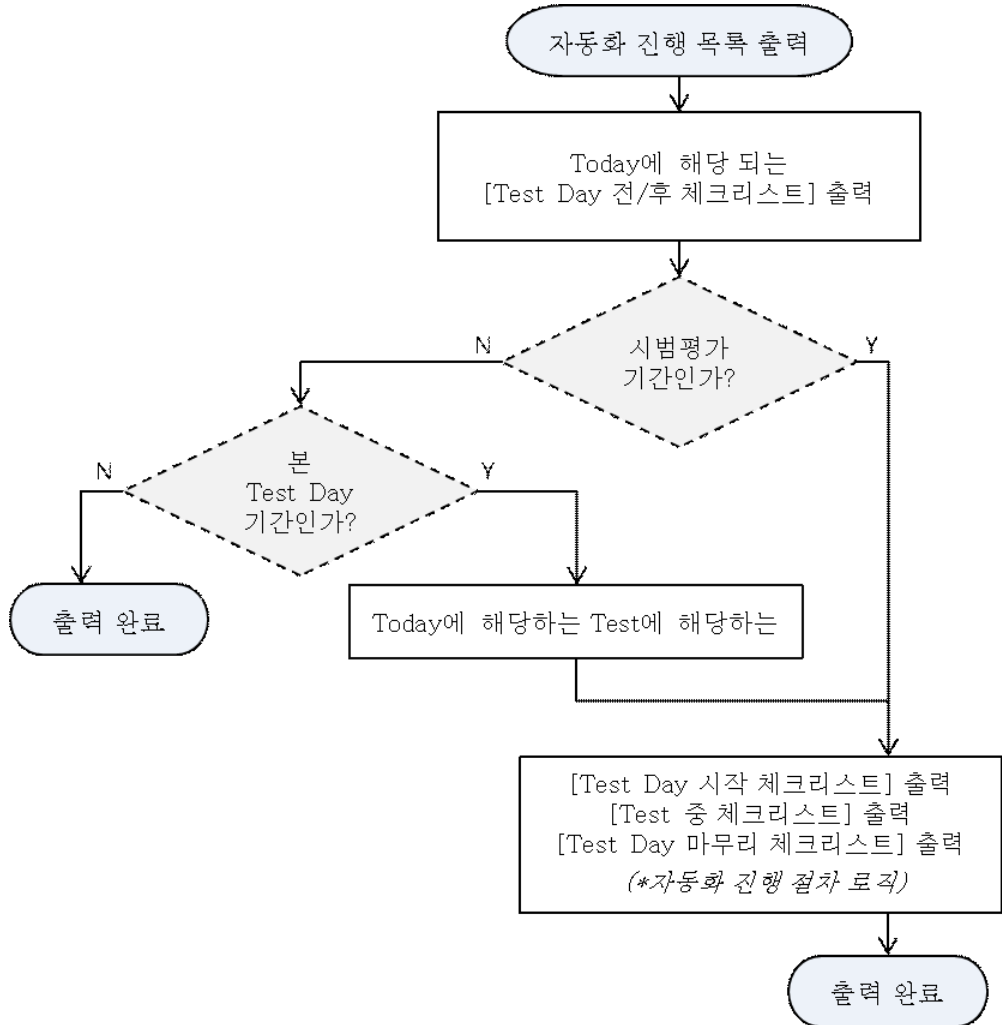 자동화 진행 목록 출력
Today에 해당 되는
[Test Day 전/후 체크리스트] 출력
시범평가
기간인가?
N
Y
본
Test Day
기간인가?
N
Y
출력 완료
Today에 해당하는 Test에 해당하는
[Test Day 시작 체크리스트] 출력
[Test 중 체크리스트] 출력
[Test Day 마무리 체크리스트] 출력
(*자동화 진행 절차 로직)
출력 완료